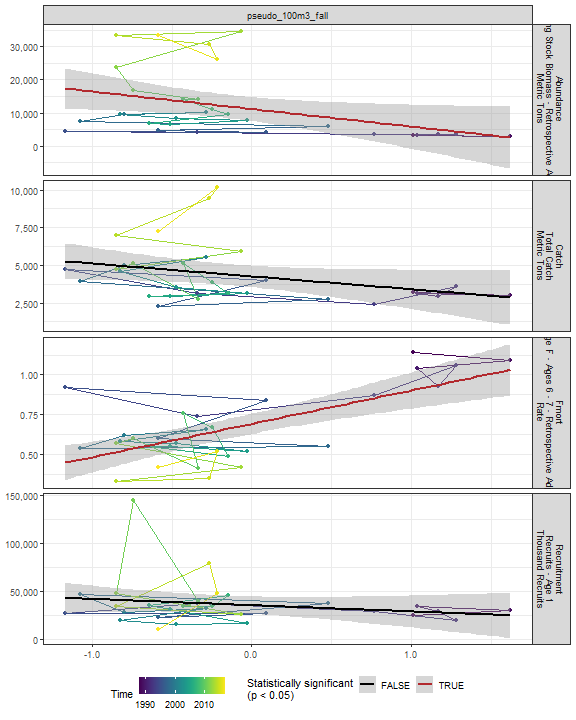 pseudo_100m3_fall
30,000
20,000
10,000
0
Abundance
ng Stock Biomass - Retrospective A
Metric Tons
10,000
7,500
5,000
2,500
Catch
Total Catch
Metric Tons
1.00
0.75
0.50
Fmort
ge F - Ages 6 - 7 - Retrospective Ad
Rate
150,000
100,000
50,000
0
Recruitment
Recruits - Age 1
Thousand Recruits
-1.0
0.0
1.0
Time
1990 2000 2010
Statistically significant
(p < 0.05)
FALSE
TRUE